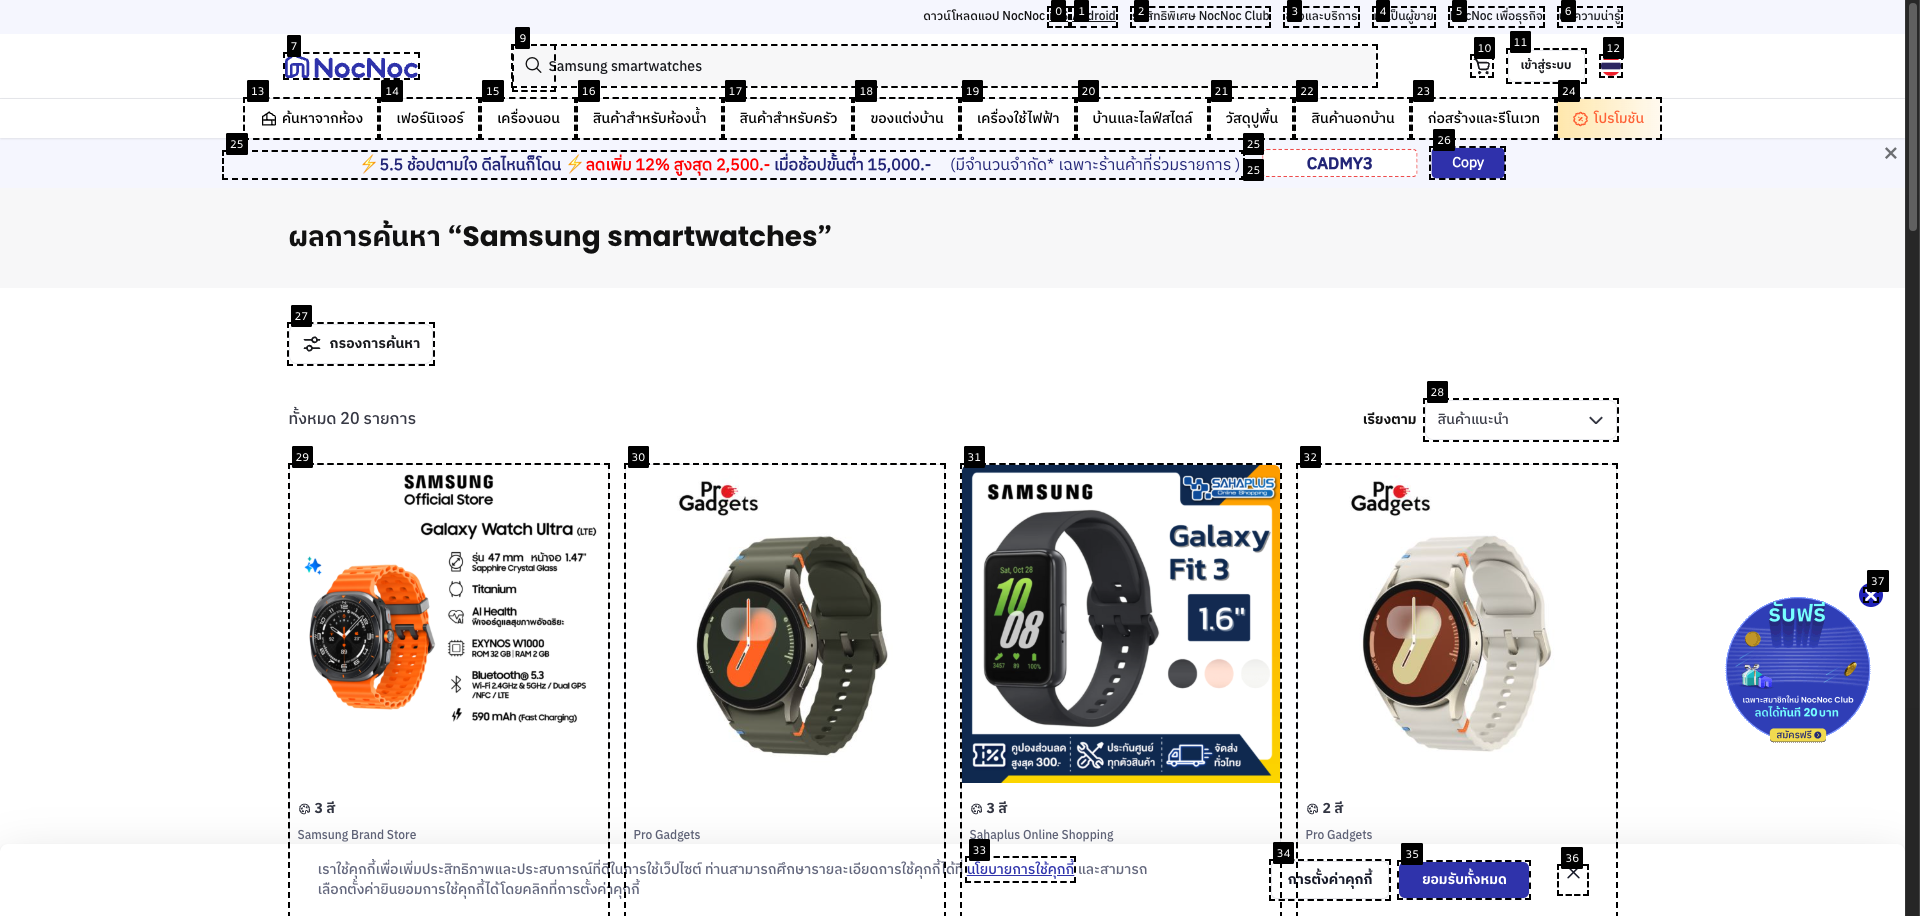 ดาวน์โหลดแอป NocNoc
NocNoc Club
และบริการ
เป็นผู้ขาย
NocNoc เพื่อธุรกิจ
ความน่ารู้
0 1 2 3 4 5 6
7 NocNoc
9 Samsung smartwatches
10 11 เข้าสู่ระบบ 12
13 14 15 16 17 18 19 20 21 22 23 24
ค้นหาจากห้อง เฟอร์นิเจอร์ เครื่องนอน สินค้าสำหรับห้องน้ำ สินค้าสำหรับครัว ของแต่งบ้าน เครื่องใช้ไฟฟ้า บ้านและไลฟ์สไตล์ วัสดุปูพื้น สินค้านอกบ้าน ก่อสร้างและรีโนเวท โปรโมชัน
25 25 25 26
⚡5.5 ช้อปตามใจ ดีลไหนก็โดน ⚡ลดเพิ่ม 12% สูงสุด 2,500.- เมื่อช้อปขั้นต่ำ 15,000.- (มีจำนวนจำกัด* เฉพาะร้านค้าที่ร่วมรายการ ) CADMY3 Copy
ผลการค้นหา “Samsung smartwatches”
27
กรองการค้นหา
28
ทั้งหมด 20 รายการ เรียงตาม สินค้าแนะนำ
29 30 31 32
SAMSUNG
Official Store
Galaxy Watch Ultra (LTE)
รุ่น 47 mm หน้าจอ 1.47"
Sapphire Crystal Glass
Titanium
AI Health
ฟีเจอร์ดูแลสุขภาพอัจฉริยะ
EXYNOS W1000
ROM 32 GB | RAM 2 GB
Bluetooth® 5.3
Wi-Fi 2.4GHz & 5GHz / Dual GPS
/NFC / LTE
590 mAh (Fast Charging)
Pro
Gadgets
SAMSUNG
SAHAPLUS
Online Shopping
Galaxy
Fit 3
1.6"
Sat, Oct 28
10
08
คูปองส่วนลด
สูงสุด 300.-
ประกันศูนย์
ทุกตัวสินค้า
จัดส่ง
ทั่วไทย
Pro
Gadgets
37
รับฟรี
เฉพาะสมาชิกใหม่ NocNoc Club
ลดได้ทันที 20 บาท
สมัครฟรี
3 สี 3 สี 2 สี
Samsung Brand Store Pro Gadgets Sahaplus Online Shopping Pro Gadgets
33 34 35 36
เราใช้คุกกี้เพื่อเพิ่มประสิทธิภาพและประสบการณ์ที่ดีในการใช้เว็ปไซต์ ท่านสามารถศึกษารายละเอียดการใช้คุกกี้ได้ที่ นโยบายการใช้คุกกี้ และสามารถ
เลือกตั้งค่ายินยอมการใช้คุกกี้ได้โดยคลิกที่การตั้งค่าคุกกี้
การตั้งค่าคุกกี้ ยอมรับทั้งหมด